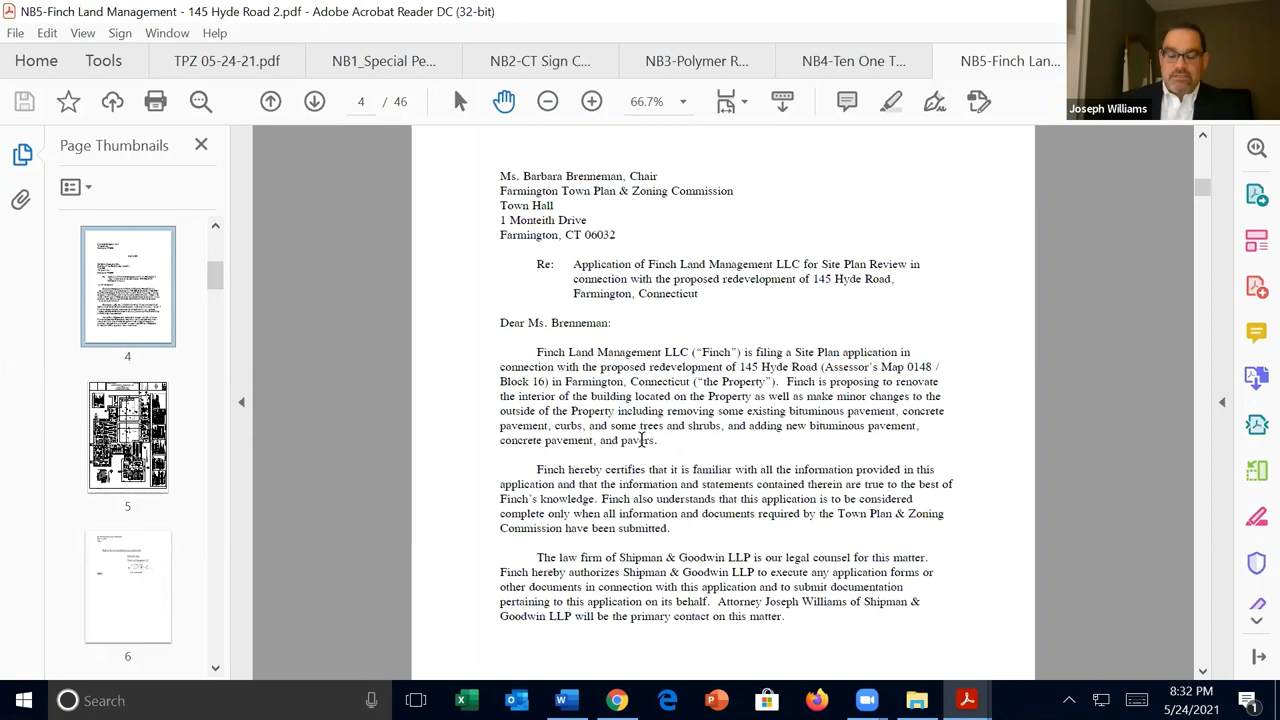 NB5-Finch Land Management - 145 Hyde Road 2.pdf - Adobe Acrobat Reader DC (32-bit)
File Edit View Sign Window Help
Home Tools TPZ 05-24-21.pdf NB1_Special Pe... NB2-CT Sign C... NB3-Polymer R... NB4-Ten One T... NB5-Finch Lan...
4 / 46 66.7%
Joseph Williams
Page Thumbnails
4
5
6
Ms. Barbara Brenneman, Chair
Farmington Town Plan & Zoning Commission
Town Hall
1 Monteith Drive
Farmington, CT 06032
Re: Application of Finch Land Management LLC for Site Plan Review in
connection with the proposed redevelopment of 145 Hyde Road,
Farmington, Connecticut
Dear Ms. Brenneman:
Finch Land Management LLC (“Finch”) is filing a Site Plan application in
connection with the proposed redevelopment of 145 Hyde Road (Assessor’s Map 0148 /
Block 16) in Farmington, Connecticut (“the Property”). Finch is proposing to renovate
the interior of the building located on the Property as well as make minor changes to the
outside of the Property including removing some existing bituminous pavement, concrete
pavement, curbs, and some trees and shrubs, and adding new bituminous pavement,
concrete pavement, and pavers.
Finch hereby certifies that it is familiar with all the information provided in this
application and that the information and statements contained therein are true to the best of
Finch’s knowledge. Finch also understands that this application is to be considered
complete only when all information and documents required by the Town Plan & Zoning
Commission have been submitted.
The law firm of Shipman & Goodwin LLP is our legal counsel for this matter.
Finch hereby authorizes Shipman & Goodwin LLP to execute any application forms or
other documents in connection with this application and to submit documentation
pertaining to this application on its behalf. Attorney Joseph Williams of Shipman &
Goodwin LLP will be the primary contact on this matter.
Search
8:32 PM
5/24/2021
1